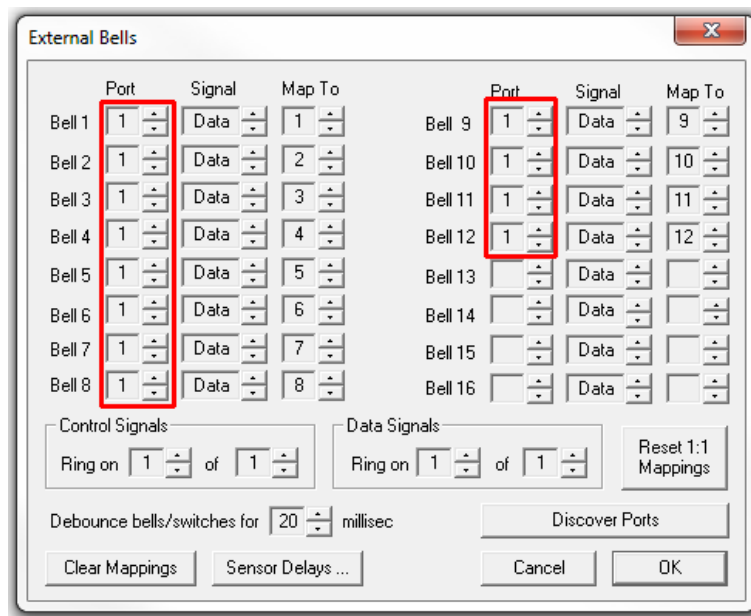 External Bells
Port Signal Map To Port Signal Map To
Bell 1 1 Data 1 Bell 9 1 Data 9
Bell 2 1 Data 2 Bell 10 1 Data 10
Bell 3 1 Data 3 Bell 11 1 Data 11
Bell 4 1 Data 4 Bell 12 1 Data 12
Bell 5 1 Data 5 Bell 13 Data
Bell 6 1 Data 6 Bell 14 Data
Bell 7 1 Data 7 Bell 15 Data
Bell 8 1 Data 8 Bell 16 Data
Control Signals Data Signals
Ring on 1 of 1 Ring on 1 of 1 Reset 1:1
Mappings
Debounce bells/switches for 20 millisec Discover Ports
Clear Mappings Sensor Delays ... Cancel OK